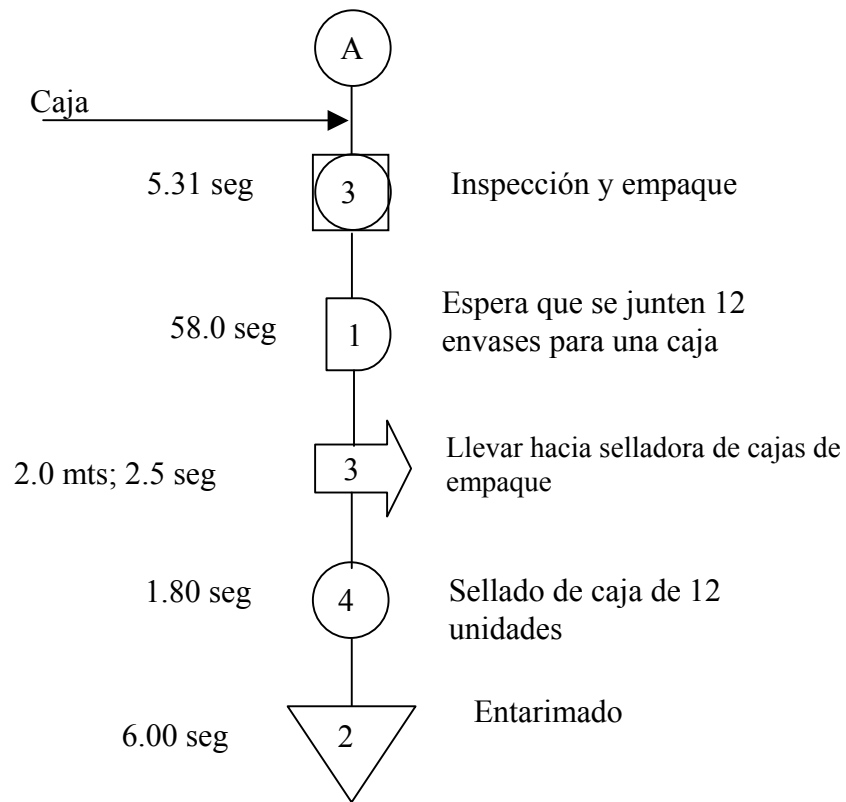 A
Caja
5.31 seg
3
Inspección y empaque
58.0 seg
1
Espera que se junten 12
envases para una caja
2.0 mts; 2.5 seg
3
Llevar hacia selladora de cajas de
empaque
1.80 seg
4
Sellado de caja de 12
unidades
6.00 seg
2
Entarimado